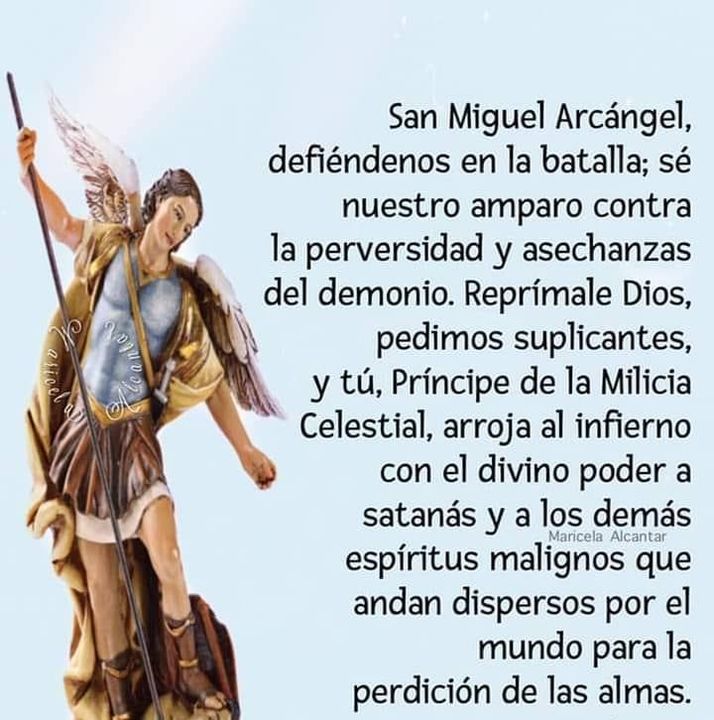 San Miguel Arcángel,
defiéndenos en la batalla; sé
nuestro amparo contra
la perversidad y asechanzas
del demonio. Reprímale Dios,
pedimos suplicantes,
y tú, Príncipe de la Milicia
Celestial, arroja al infierno
con el divino poder a
satanás y a los demás
Maricela Alcantar
espíritus malignos que
andan dispersos por el
mundo para la
perdición de las almas.
Maricela
Alcantar